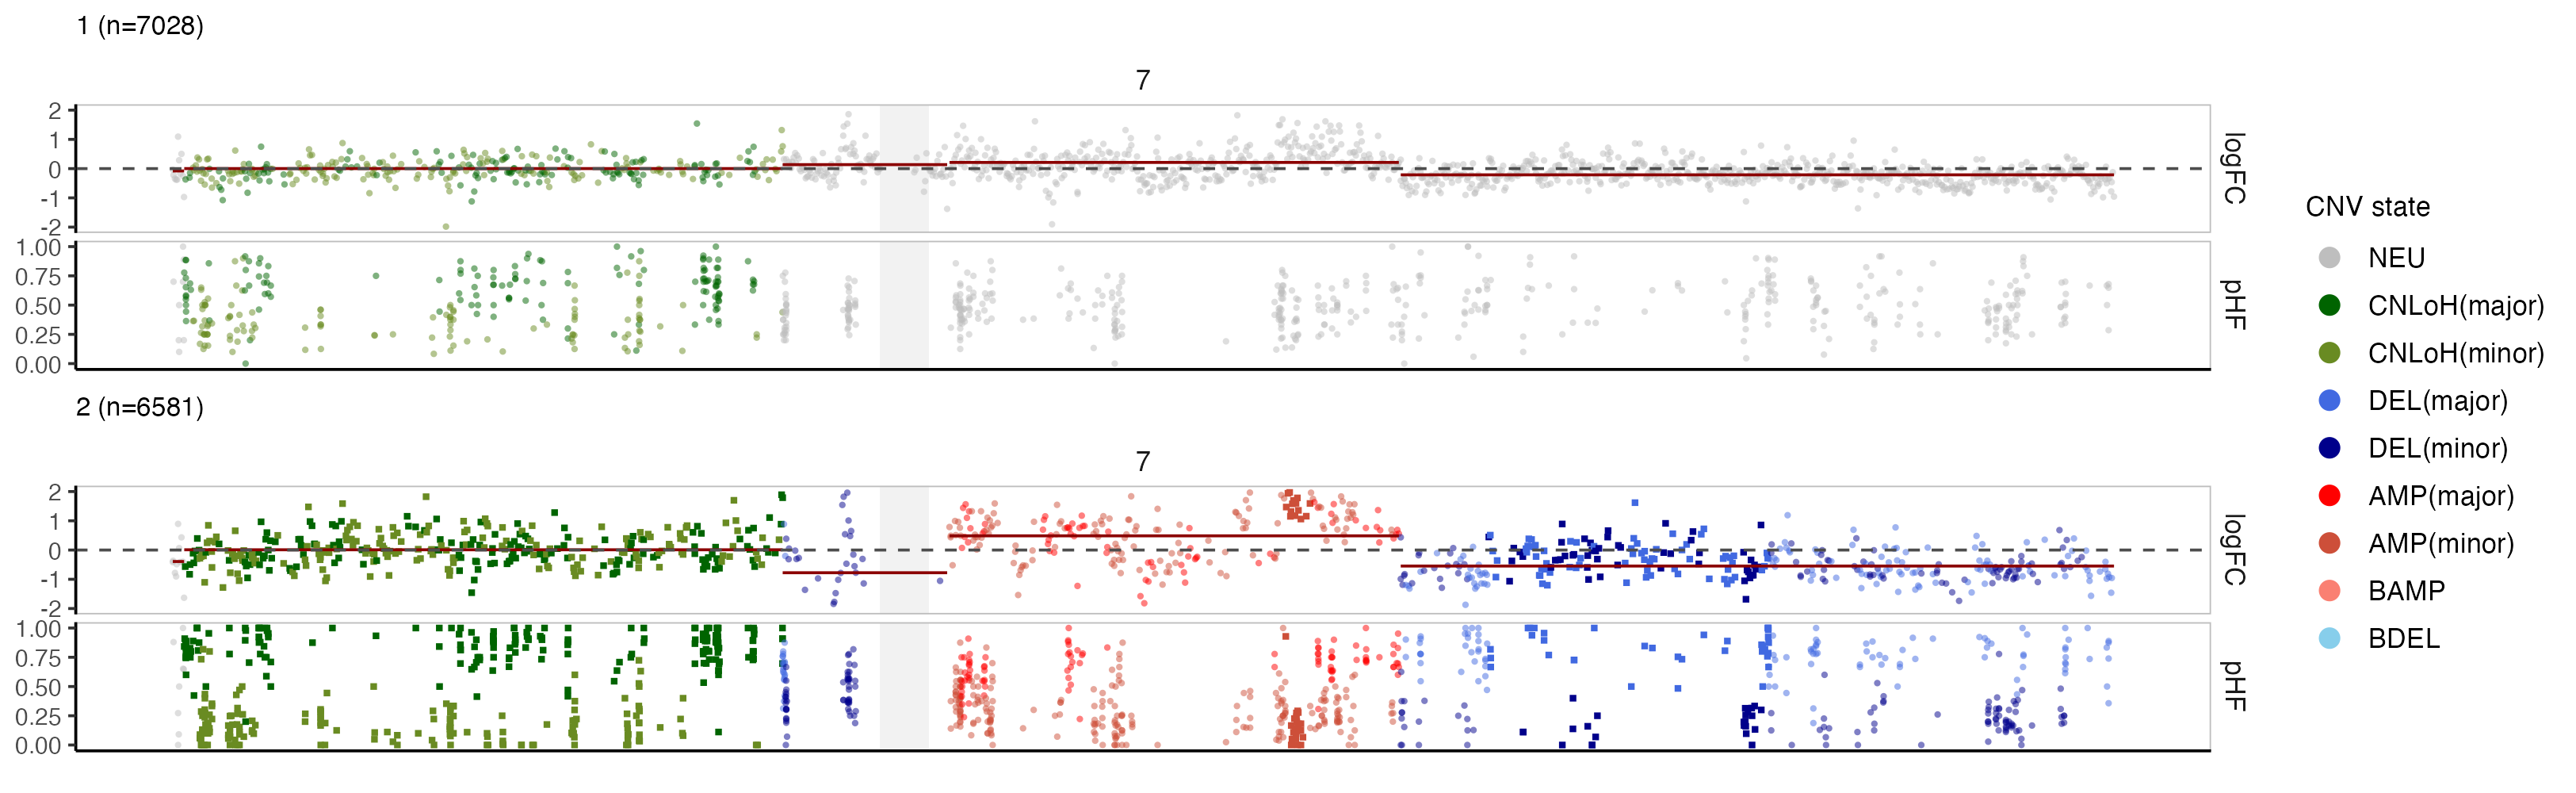 1 (n=7028)
7
2
1
0
-1
-2
logFC
1.00
0.75
0.50
0.25
0.00
pHF
2 (n=6581)
7
2
1
0
-1
-2
logFC
1.00
0.75
0.50
0.25
0.00
pHF
CNV state
NEU
CNLoH(major)
CNLoH(minor)
DEL(major)
DEL(minor)
AMP(major)
AMP(minor)
BAMP
BDEL